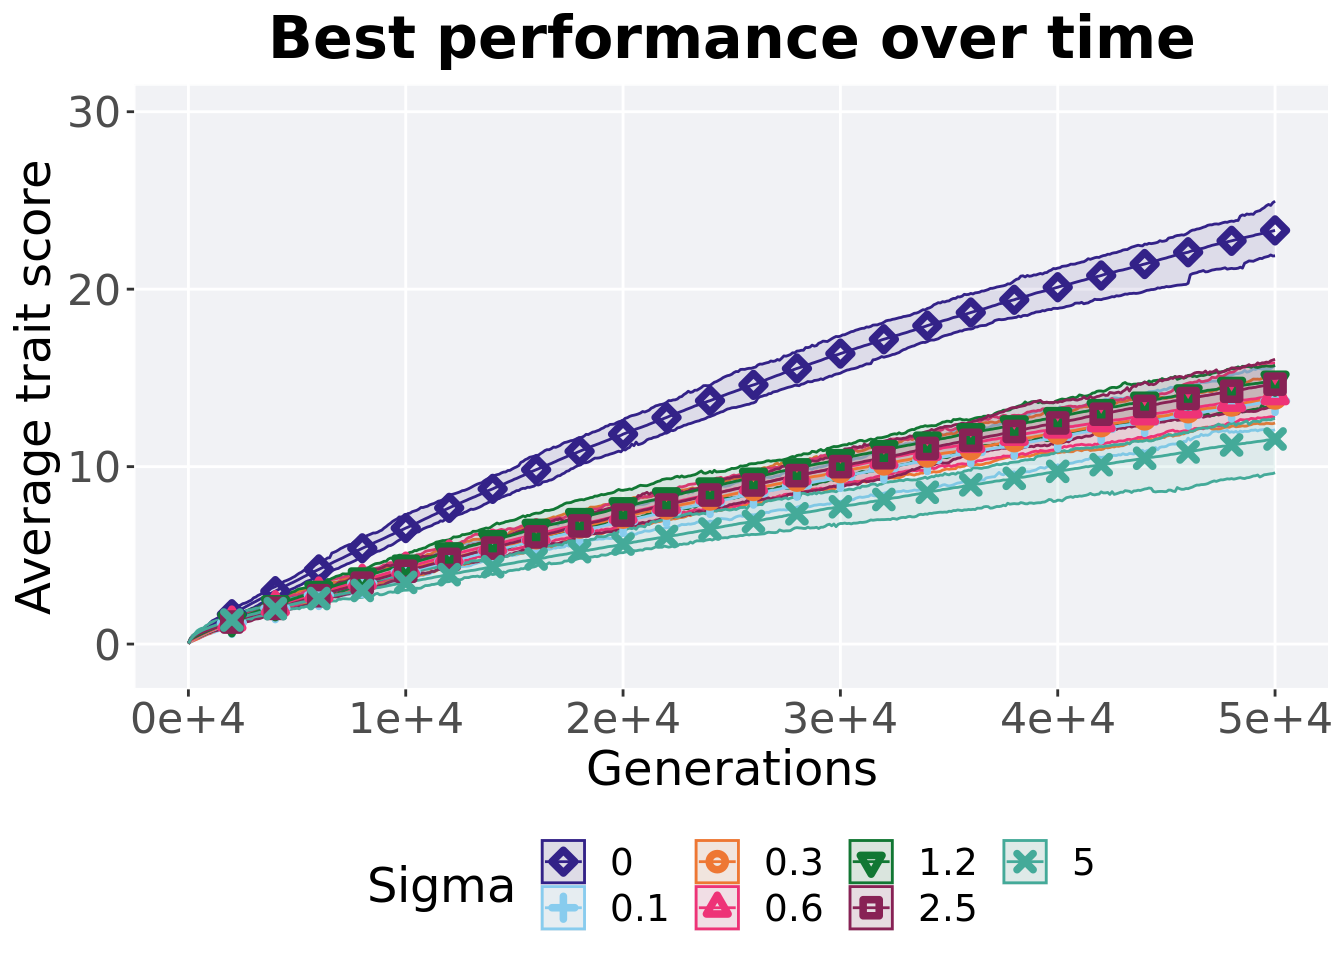 Best performance over time
30
20
10
0
Average trait score
0e+4 1e+4 2e+4 3e+4 4e+4 5e+4
Generations
Sigma
0 0.3 1.2 5
0.1 0.6 2.5